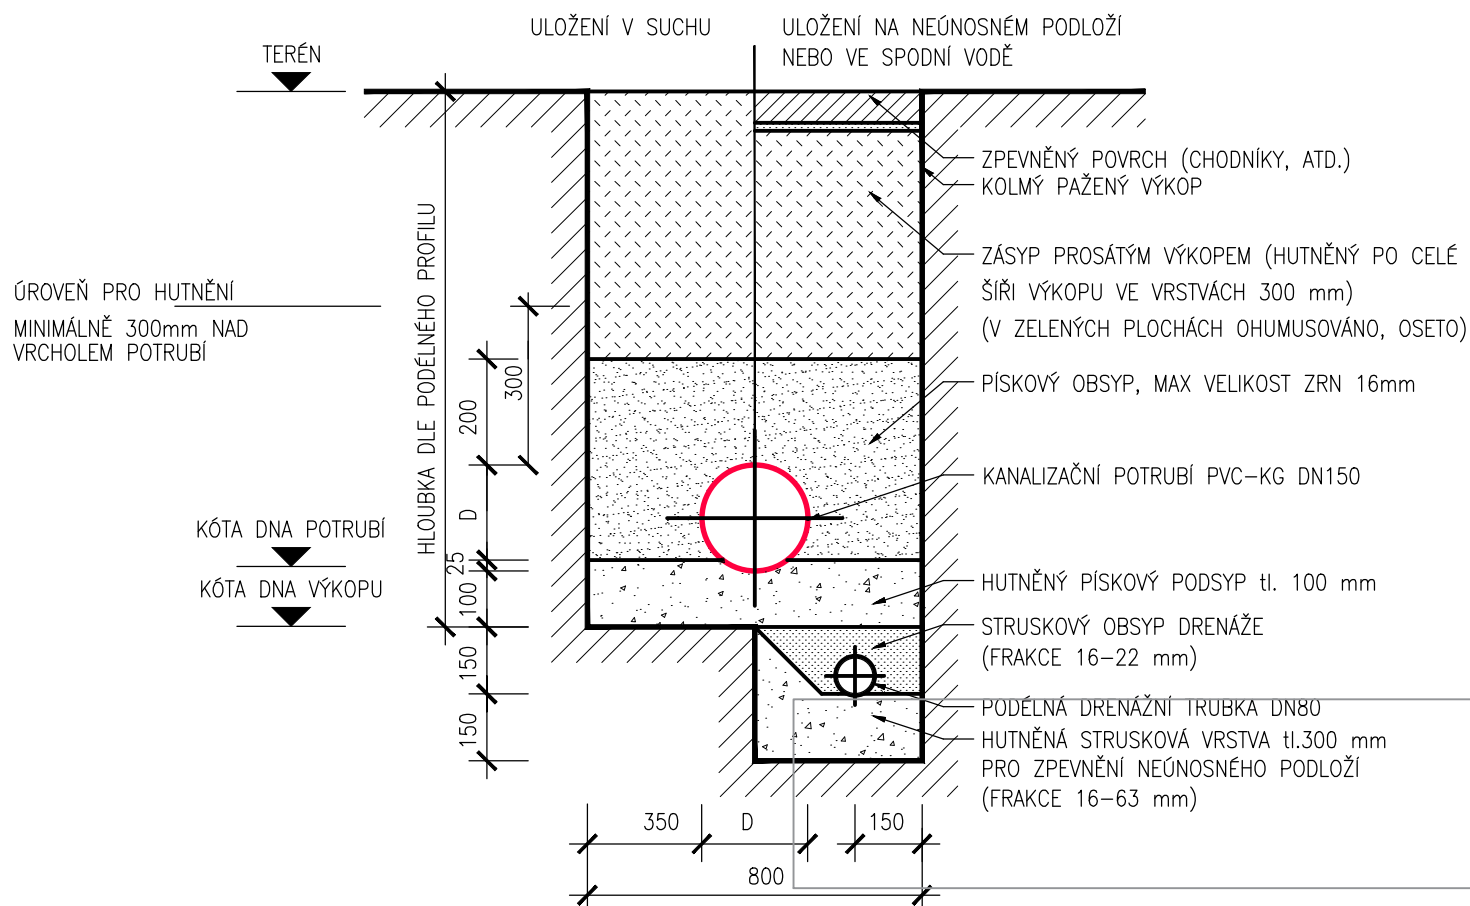 ULOŽENÍ V SUCHU
ULOŽENÍ NA NEÚNOSNÉM PODLOŽÍ
NEBO VE SPODNÍ VODĚ
TERÉN
ZPEVNĚNÝ POVRCH (CHODNÍKY, ATD.)
KOLMÝ PAŽENÝ VÝKOP
HLOUBKA DLE PODÉLNÉHO PROFILU
ZÁSYP PROSÁTÝM VÝKOPEM (HUTNĚNÝ PO CELÉ
ŠÍŘI VÝKOPU VE VRSTVÁCH 300 mm)
(V ZELENÝCH PLOCHÁCH OHUMUSOVÁNO, OSETO)
ÚROVEŇ PRO HUTNĚNÍ
MINIMÁLNĚ 300mm NAD
VRCHOLEM POTRUBÍ
300
200
PÍSKOVÝ OBSYP, MAX VELIKOST ZRN 16mm
KANALIZAČNÍ POTRUBÍ PVC-KG DN150
D
KÓTA DNA POTRUBÍ
25
KÓTA DNA VÝKOPU
100
HUTNĚNÝ PÍSKOVÝ PODSYP tl. 100 mm
STRUSKOVÝ OBSYP DRENÁŽE
(FRAKCE 16-22 mm)
150
PODÉLNÁ DRENÁŽNÍ TRUBKA DN80
150
HUTNĚNÁ STRUSKOVÁ VRSTVA tl.300 mm
PRO ZPEVNĚNÍ NEÚNOSNÉHO PODLOŽÍ
(FRAKCE 16-63 mm)
350 D 150
800